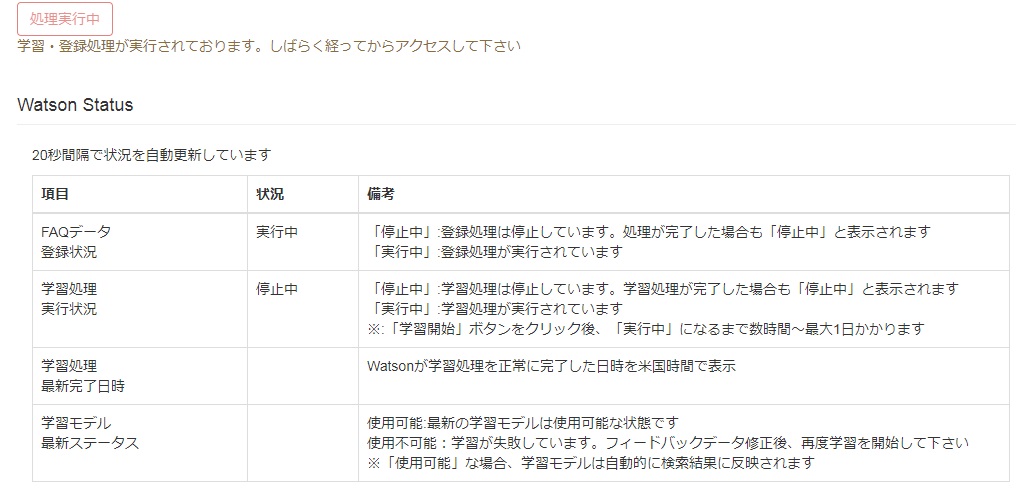 処理実行中
学習・登録処理が実行されております。しばらく経ってからアクセスして下さい
Watson Status
20秒間隔で状況を自動更新しています
項目 状況 備考
FAQデータ
登録状況
実行中
「停止中」:登録処理は停止しています。処理が完了した場合も「停止中」と表示されます
「実行中」:登録処理が実行されています
学習処理
実行状況
停止中
「停止中」:学習処理は停止しています。学習処理が完了した場合も「停止中」と表示されます
「実行中」:学習処理が実行されています
※:「学習開始」ボタンをクリック後、「実行中」になるまで数時間～最大1日かかります
学習処理
最新完了日時
Watsonが学習処理を正常に完了した日時を米国時間で表示
学習モデル
最新ステータス
使用可能:最新の学習モデルは使用可能な状態です
使用不可能：学習が失敗しています。フィードバックデータ修正後、再度学習を開始して下さい
※「使用可能」な場合、学習モデルは自動的に検索結果に反映されます